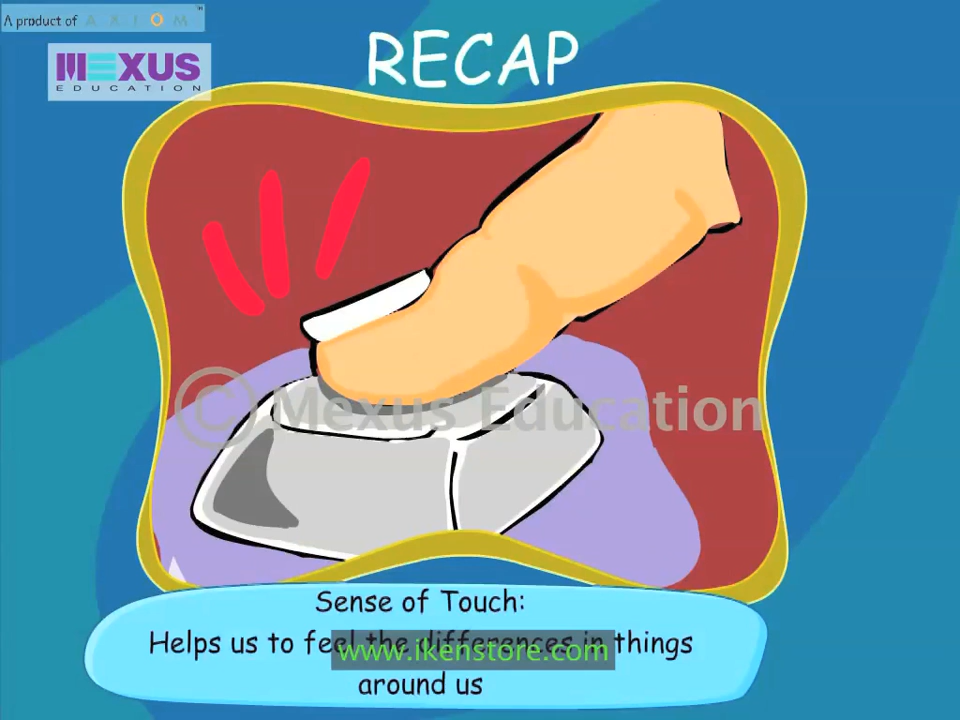 A product of AXIOM™
MEXUS
EDUCATION
RECAP
© Mexus Education
Sense of Touch:
Helps us to feel the differences in things
www.ikenstore.com
around us